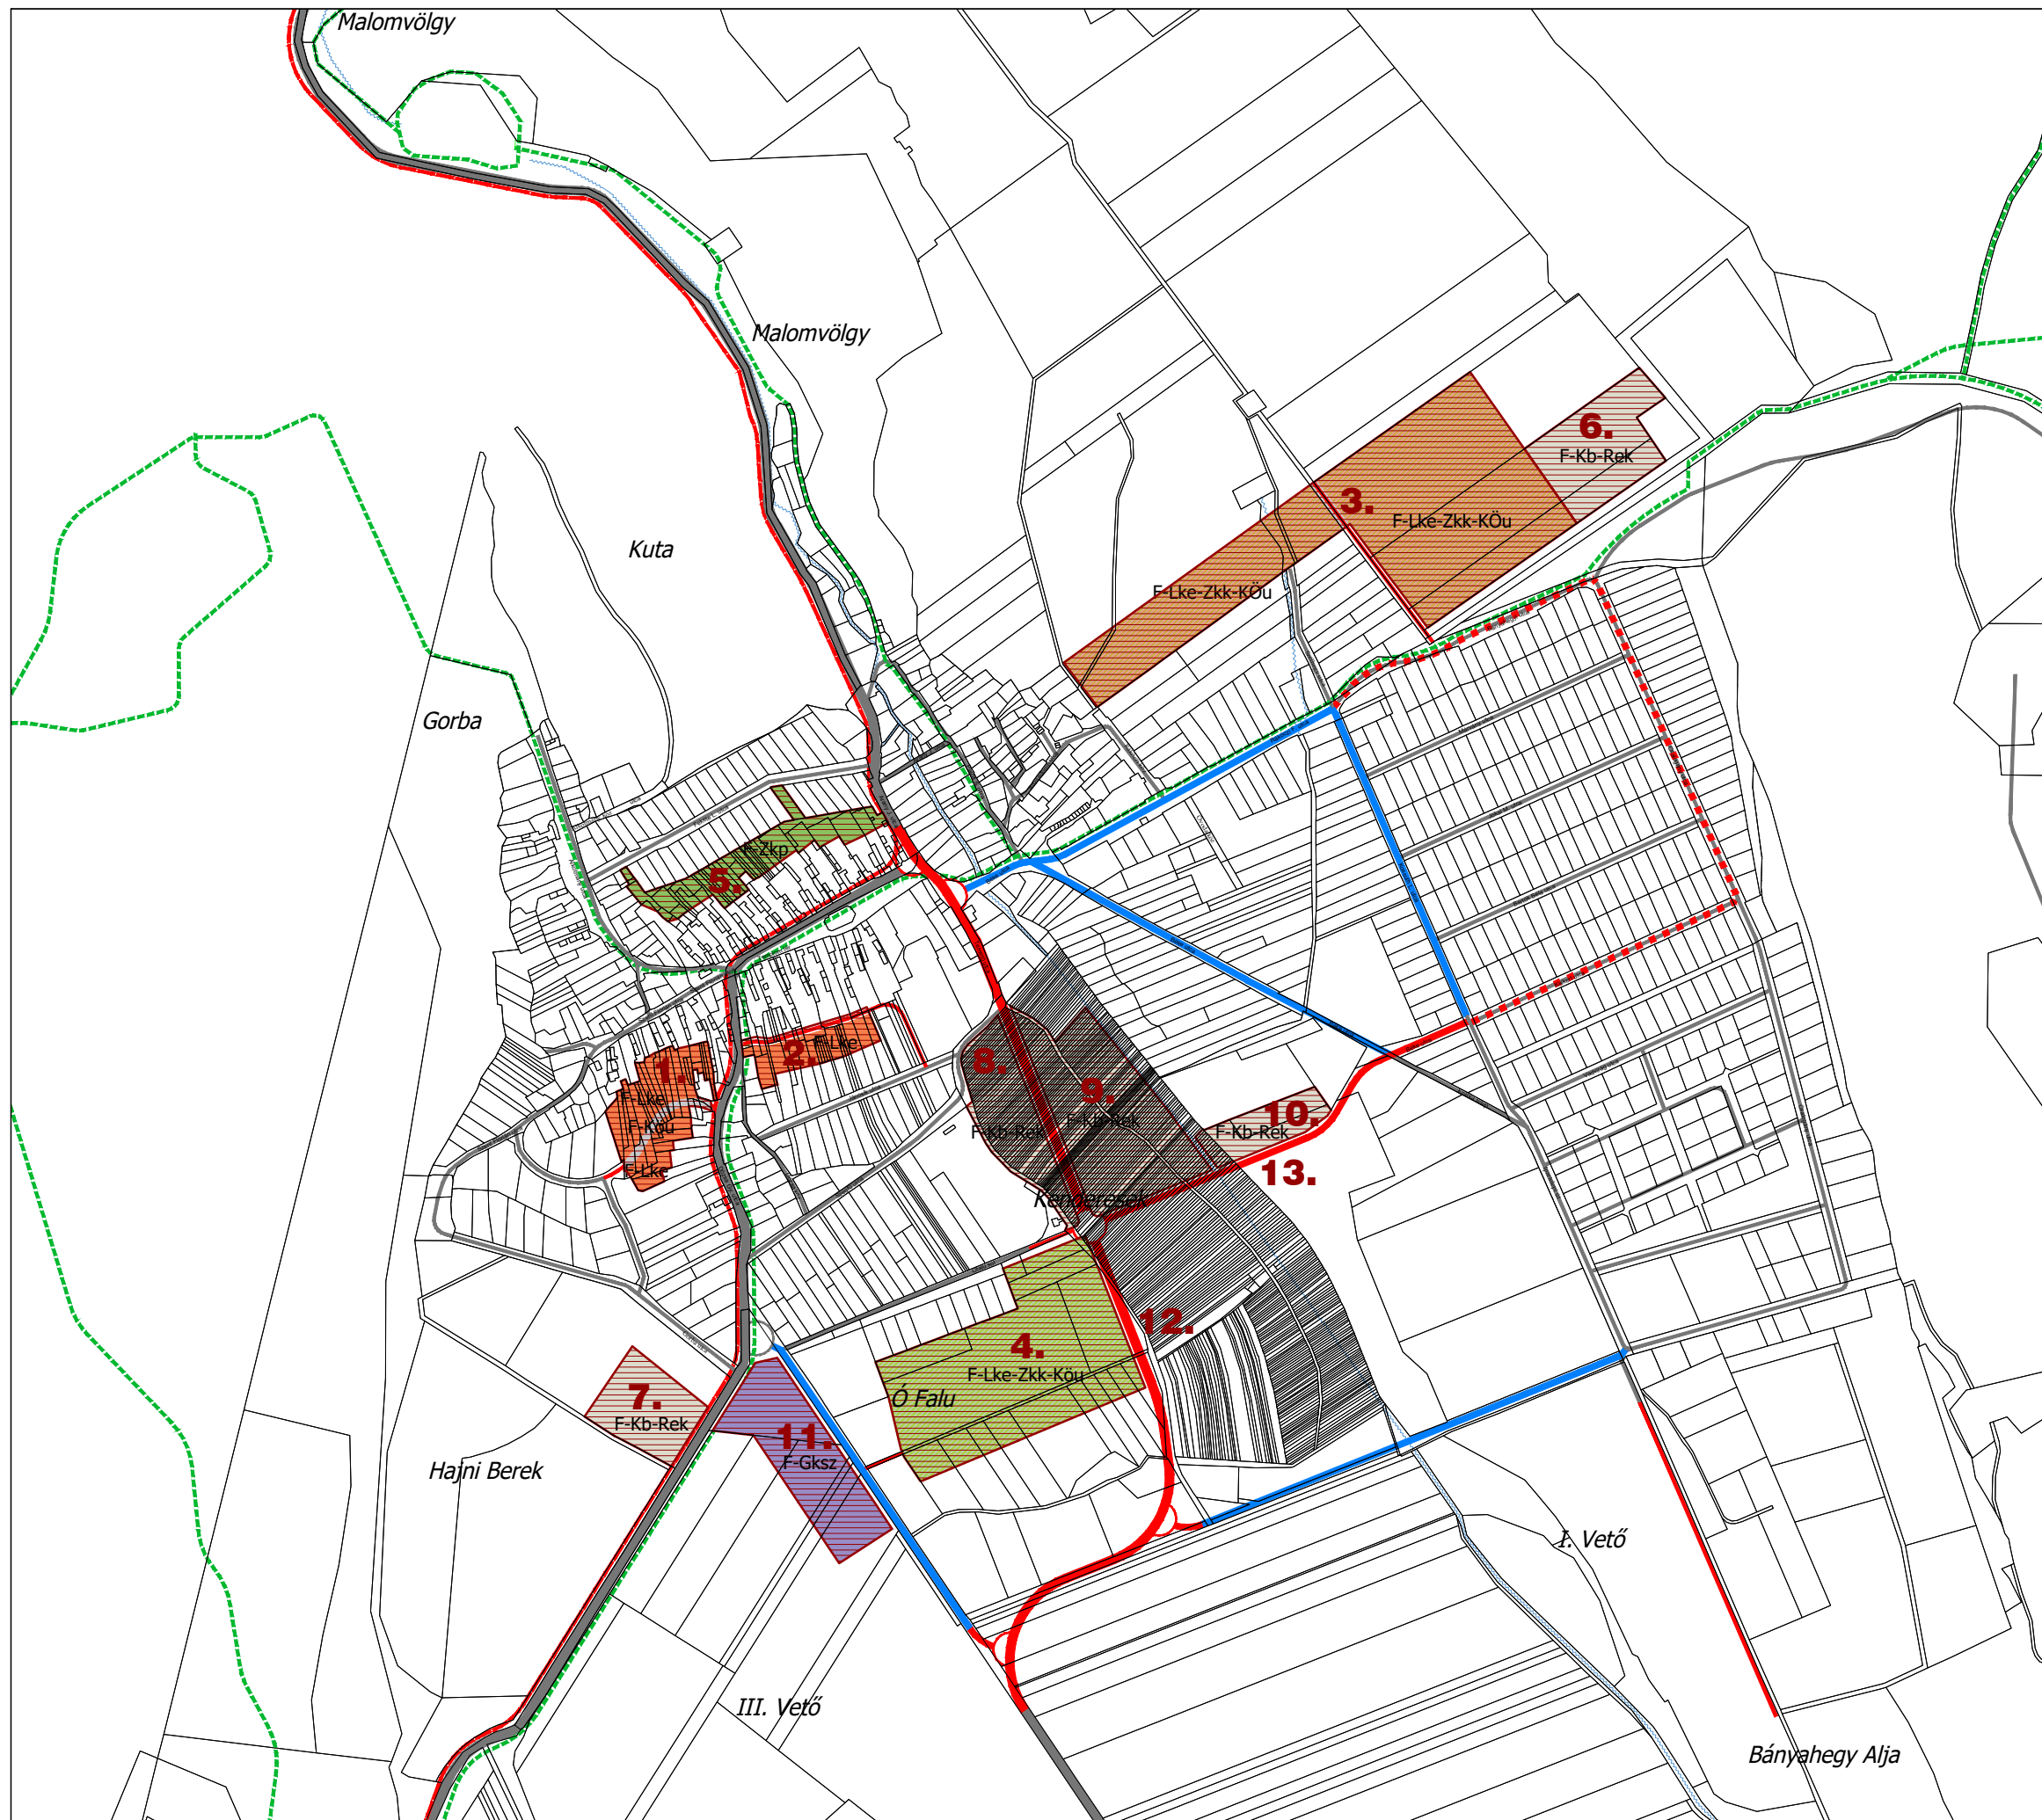 Malomvölgy
Malomvölgy
6.
F-Kb-Rek
3.
F-Lke-Zkk-KÖu
Kuta
F-Lke-Zkk-KÖu
Gorba
F-Zkp
5.
2.
F-Lke
1.
F-Lke
F-Köu
F-Lke
8.
F-Kb-Rek
9.
F-Kb-Rek
10.
F-Kb-Rek
13.
Kenderesek
12.
4.
F-Lke-Zkk-Köu
Ó Falu
7.
F-Kb-Rek
11.
F-Gksz
Hajni Berek
I. Vető
III. Vető
Bányahegy Alja